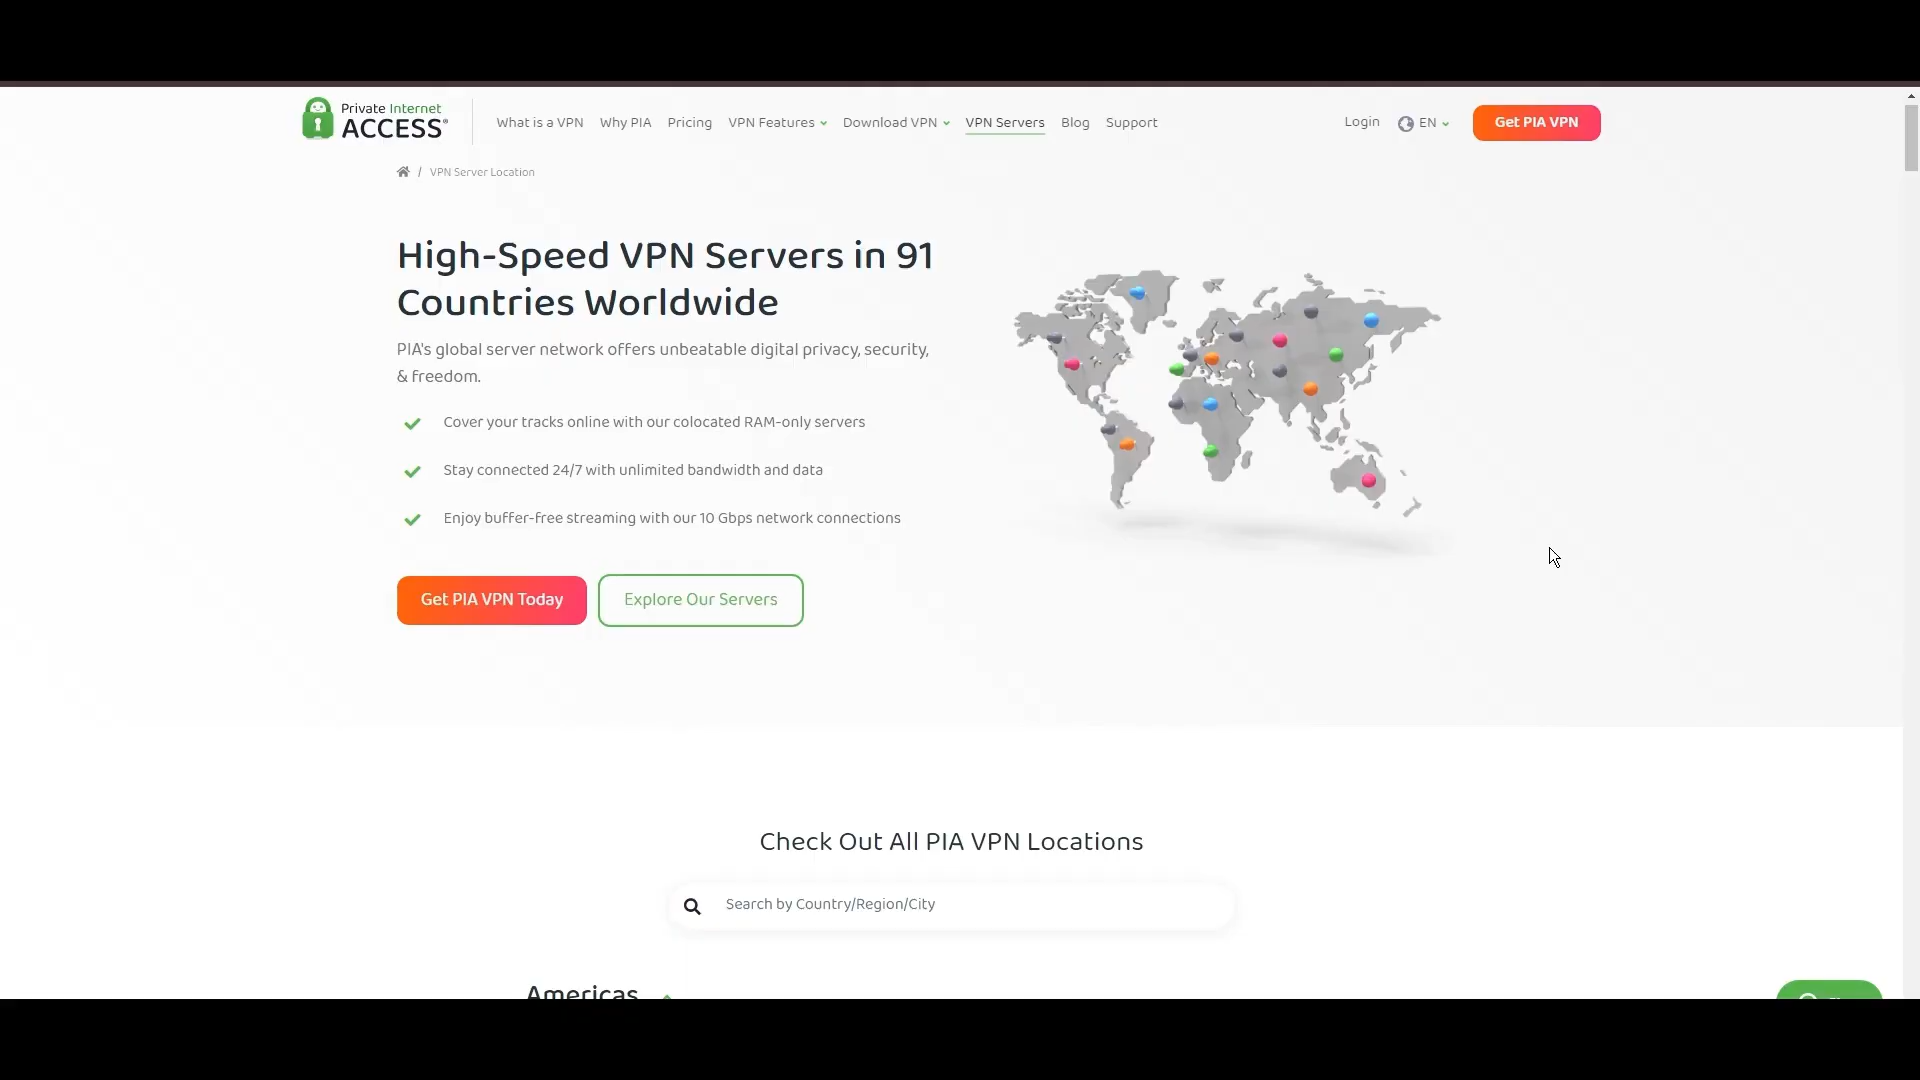 Private Internet
ACCESS®
What is a VPN Why PIA Pricing VPN Features Download VPN VPN Servers Blog Support Login EN Get PIA VPN
/ VPN Server Location
High-Speed VPN Servers in 91
Countries Worldwide
PIA's global server network offers unbeatable digital privacy, security,
& freedom.
Cover your tracks online with our colocated RAM-only servers
Stay connected 24/7 with unlimited bandwidth and data
Enjoy buffer-free streaming with our 10 Gbps network connections
Get PIA VPN Today Explore Our Servers
Check Out All PIA VPN Locations
Search by Country/Region/City
Americas